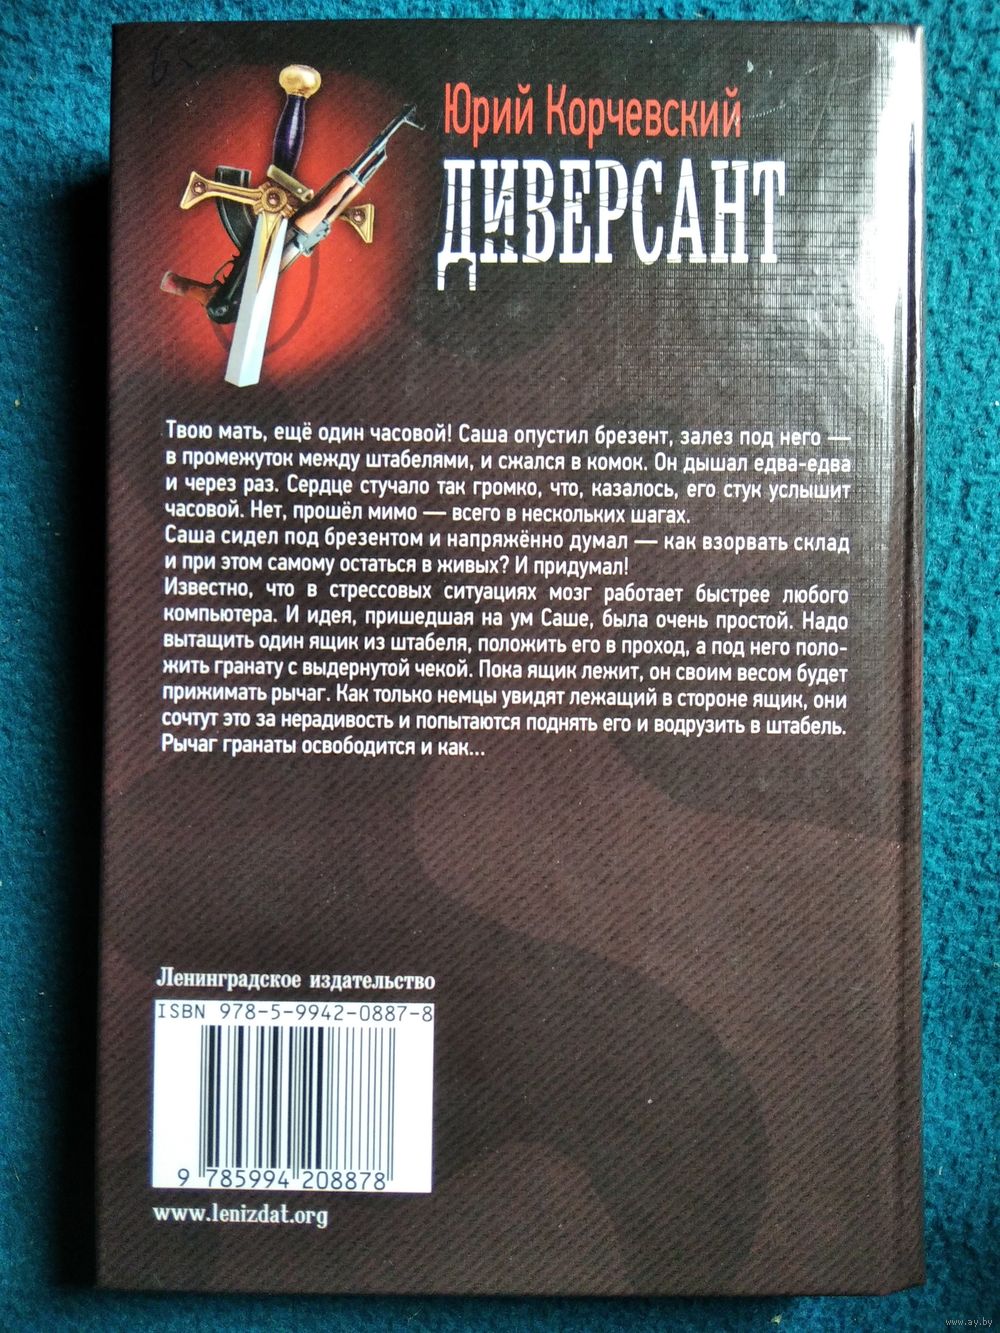 Юрий Корчевский
ДИВЕРСАНТ
Твою мать, ещё один часовой! Саша опустил брезент, залез под него —
в промежуток между штабелями, и сжался в комок. Он дышал едва-едва
и через раз. Сердце стучало так громко, что, казалось, его стук услышит
часовой. Нет, прошёл мимо — всего в нескольких шагах.
Саша сидел под брезентом и напряжённо думал — как взорвать склад
и при этом самому остаться в живых? И придумал!
Известно, что в стрессовых ситуациях мозг работает быстрее любого
компьютера. И идея, пришедшая на ум Саше, была очень простой. Надо
вытащить один ящик из штабеля, положить его в проход, а под него поло-
жить гранату с выдернутой чекой. Пока ящик лежит, он своим весом будет
прижимать рычаг. Как только немцы увидят лежащий в стороне ящик, они
сочтут это за нерадивость и попытаются поднять его и водрузить в штабель.
Рычаг гранаты освободится и как...
Ленинградское издательство
ISBN 978-5-9942-0887-8
9 785994 208878
www.lenizdat.org
www.ay.by